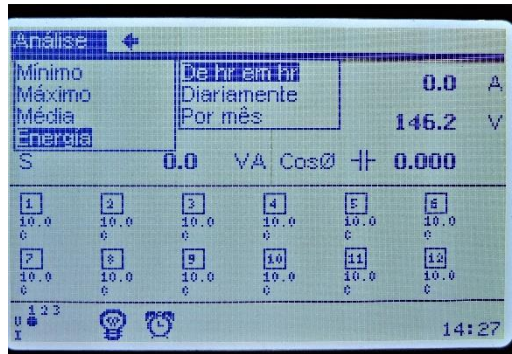 Análise
Mínimo
De hr em hr
0.0 A
Máximo
Diariamente
Média
Por mês
146.2 V
Energia
S 0.0 VA CosØ 0.000
1 2 3 4 5 6
10.0 10.0 10.0 10.0 10.0 10.0
C C C C C C
7 8 9 10 11 12
10.0 10.0 10.0 10.0 10.0 10.0
C C C C C C
1 2 3
U
I
14:27